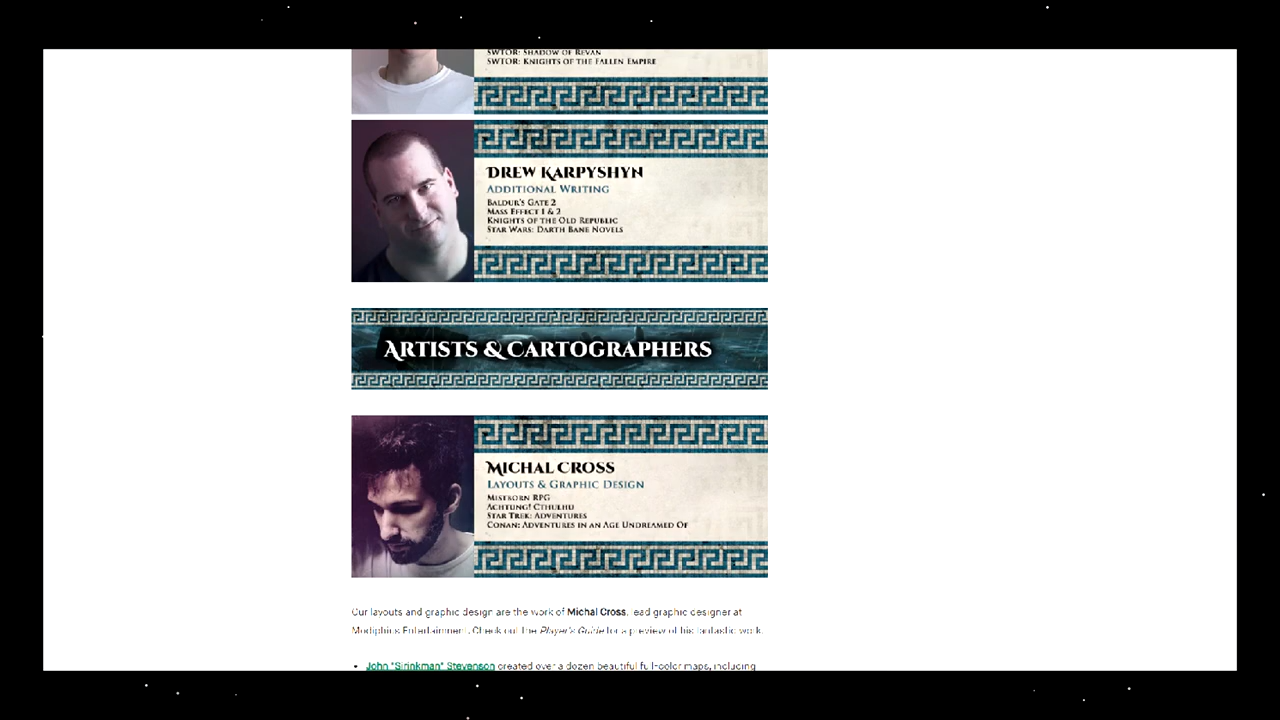 SWTOR: Shadow of Revan
SWTOR: Knights of the Fallen Empire
Drew Karpyshyn
Additional Writing
Baldur's Gate 2
Mass Effect 1 & 2
Knights of the Old Republic
Star Wars: Darth Bane Novels
Artists & Cartographers
Michal Cross
Layouts & Graphic Design
Mistborn RPG
Achtung! Cthulhu
Star Trek: Adventures
Conan: Adventures in an Age Undreamed Of
Our layouts and graphic design are the work of Michal Cross, lead graphic designer at
Modiphius Entertainment. Check out the Player's Guide for a preview of his fantastic work.
• John "Sirinkman" Stevenson created over a dozen beautiful full-color maps, including